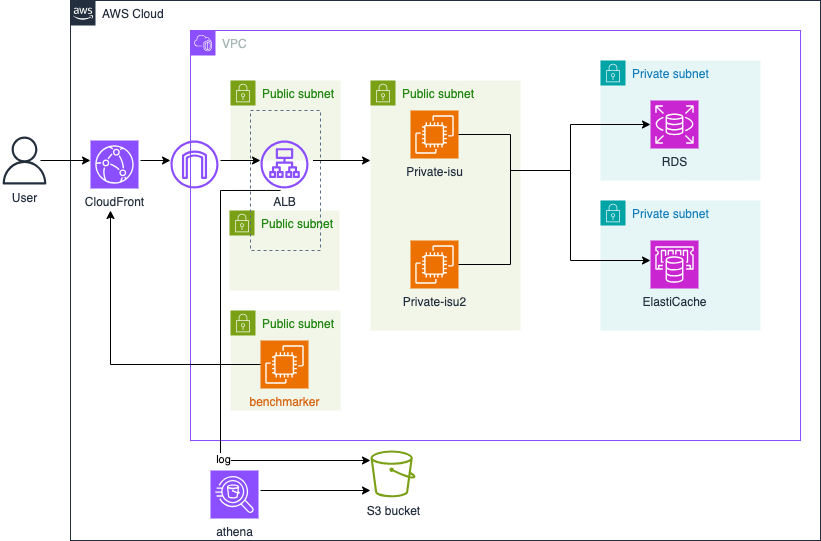 aws
AWS Cloud
VPC
Public subnet
Public subnet
Private subnet
Private-isu
RDS
User
CloudFront
ALB
Public subnet
Private subnet
Private-isu2
ElastiCache
Public subnet
benchmarker
log
S3 bucket
athena